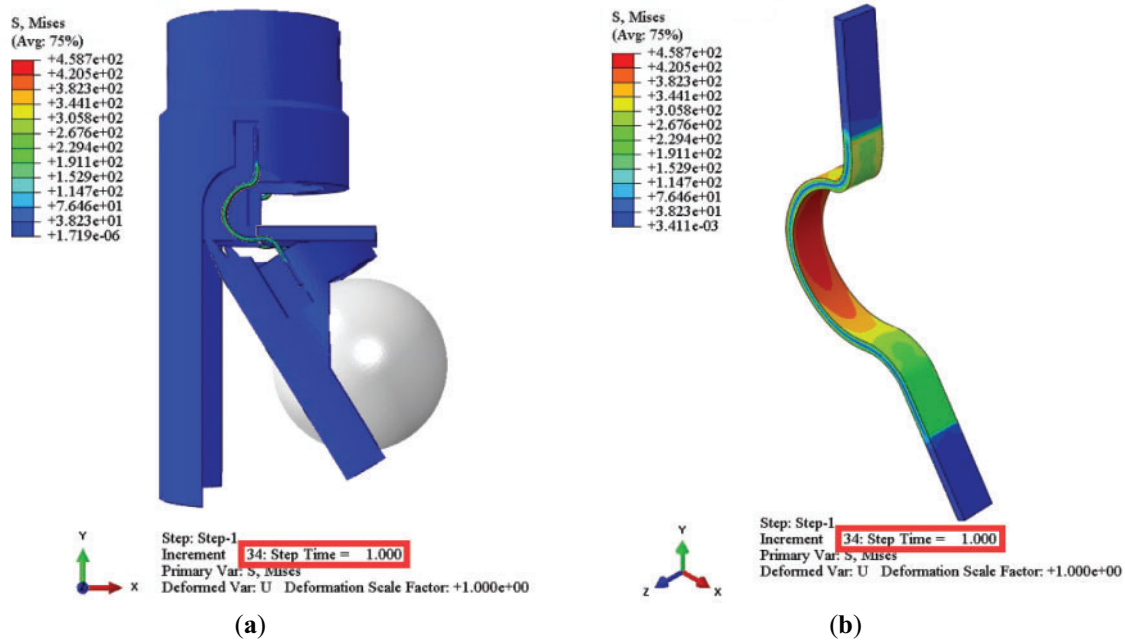 S, Mises
(Avg: 75%)
+4.587e+02
+4.205e+02
+3.823e+02
+3.441e+02
+3.058e+02
+2.676e+02
+2.294e+02
+1.911e+02
+1.529e+02
+1.147e+02
+7.646e+01
+3.823e+01
+1.719e-06
Y
X
Z
Step: Step-1
Increment 34: Step Time = 1.000
Primary Var: S, Mises
Deformed Var: U Deformation Scale Factor: +1.000e+00
(a)
S, Mises
(Avg: 75%)
+4.587e+02
+4.205e+02
+3.823e+02
+3.441e+02
+3.058e+02
+2.676e+02
+2.294e+02
+1.911e+02
+1.529e+02
+1.147e+02
+7.646e+01
+3.823e+01
+3.411e-03
Y
Z
X
Step: Step-1
Increment 34: Step Time = 1.000
Primary Var: S, Mises
Deformed Var: U Deformation Scale Factor: +1.000e+00
(b)